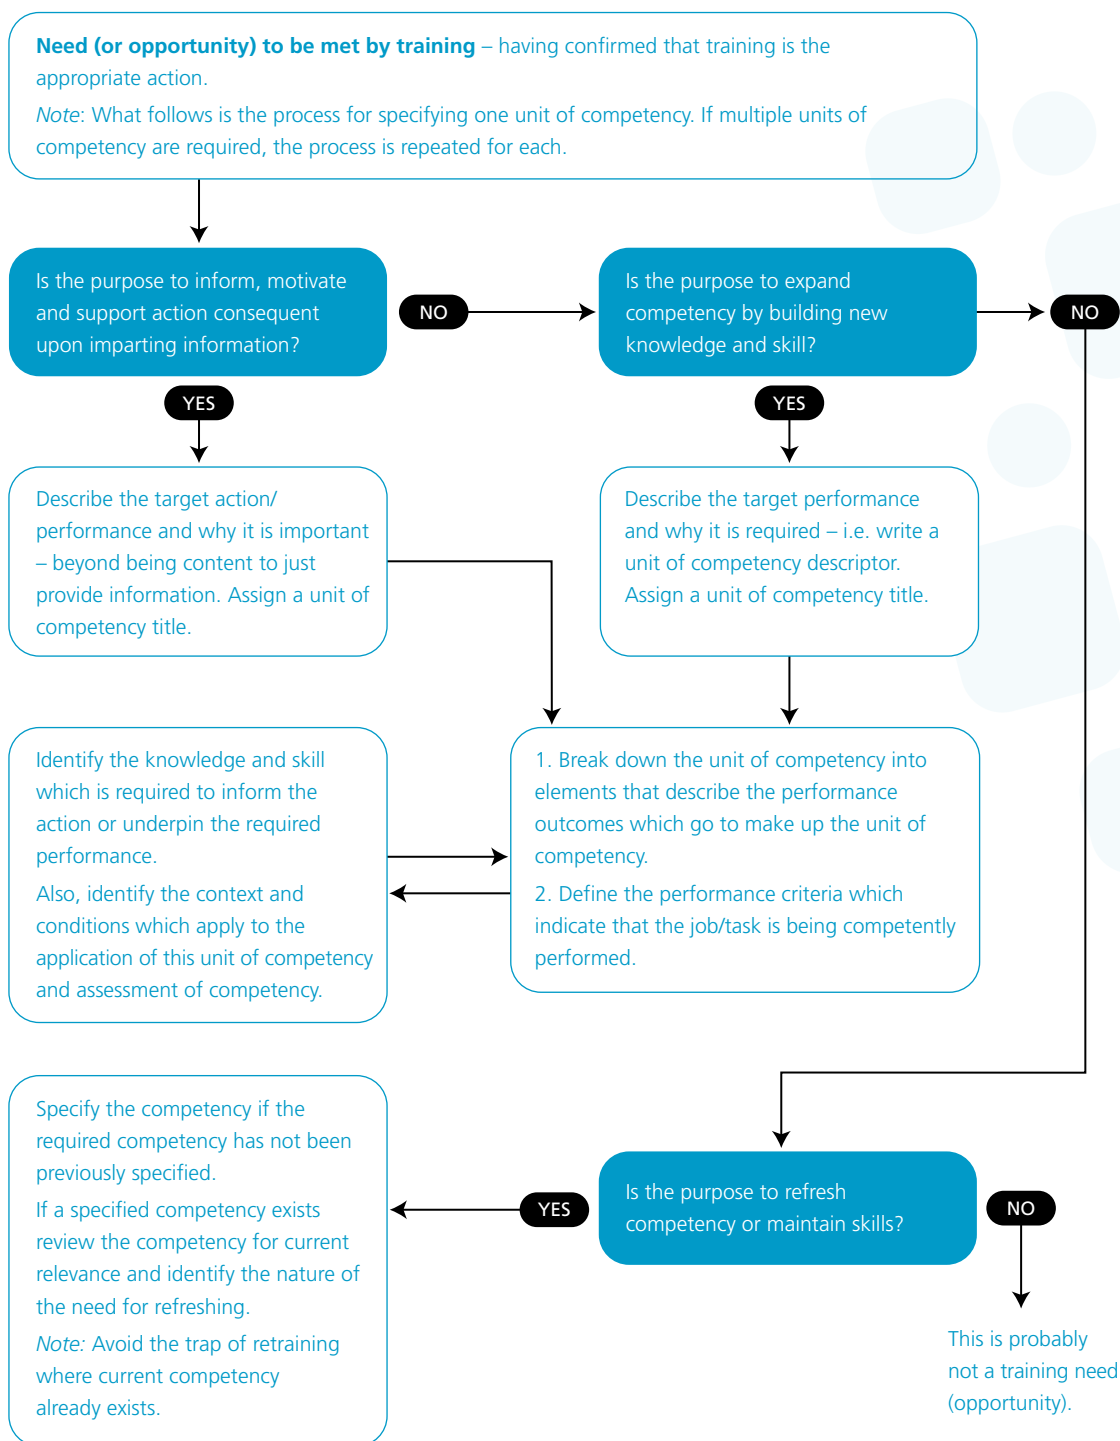 Need (or opportunity) to be met by training – having confirmed that training is the
appropriate action.
Note: What follows is the process for specifying one unit of competency. If multiple units of
competency are required, the process is repeated for each.
Is the purpose to inform, motivate
and support action consequent
upon imparting information?
NO
Is the purpose to expand
competency by building new
knowledge and skill?
NO
YES
YES
Describe the target action/
performance and why it is important
– beyond being content to just
provide information. Assign a unit of
competency title.
Describe the target performance
and why it is required – i.e. write a
unit of competency descriptor.
Assign a unit of competency title.
Identify the knowledge and skill
which is required to inform the
action or underpin the required
performance.
Also, identify the context and
conditions which apply to the
application of this unit of competency
and assessment of competency.
1. Break down the unit of competency into
elements that describe the performance
outcomes which go to make up the unit of
competency.
2. Define the performance criteria which
indicate that the job/task is being competently
performed.
Specify the competency if the
required competency has not been
previously specified.
If a specified competency exists
review the competency for current
relevance and identify the nature of
the need for refreshing.
Note: Avoid the trap of retraining
where current competency
already exists.
YES
Is the purpose to refresh
competency or maintain skills?
NO
This is probably
not a training need
(opportunity).